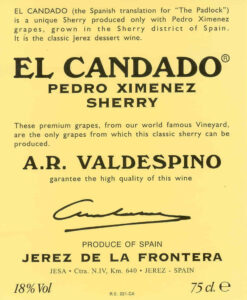 EL CANDADO (the Spanish translation for "The Padlock")
is a unique Sherry produced only with Pedro Ximenez
grapes, grown in the Sherry district of Spain.
It is the classic Jerez dessert wine.
EL CANDADO®
PEDRO XIMENEZ
SHERRY
These premium grapes, from our world famous Vineyard,
are the only grapes from which this classic sherry can be
produced.
A.R. VALDESPINO
garantee the high quality of this wine
PRODUCE OF SPAIN
JEREZ DE LA FRONTERA
JESA • Ctra. N.IV, Km. 640 • JEREZ - SPAIN
18% Vol
75 cl. e